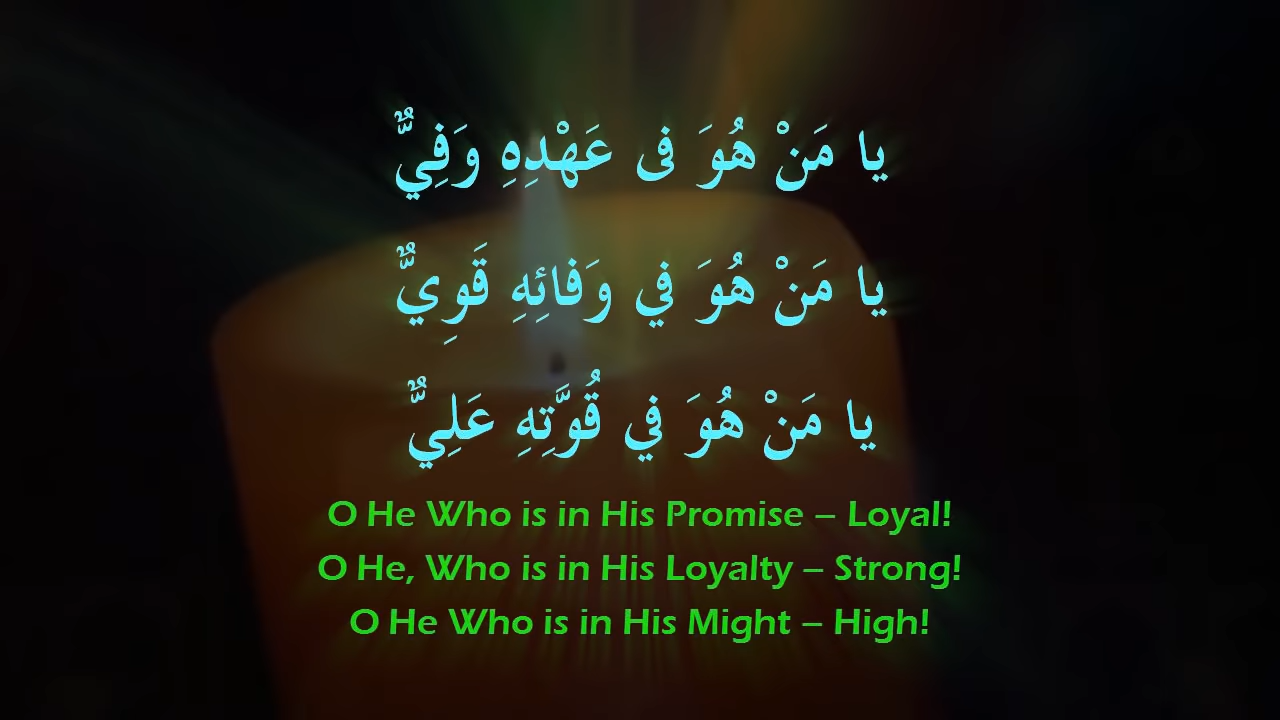 يا مَنْ هُوَ فى عَهْدِهِ وَفِيٌّ
يا مَنْ هُوَ في وَفائِهِ قَوِيٌّ
يا مَنْ هُوَ في قُوَّتِهِ عَلِيٌّ
O He Who is in His Promise – Loyal!
O He, Who is in His Loyalty – Strong!
O He Who is in His Might – High!